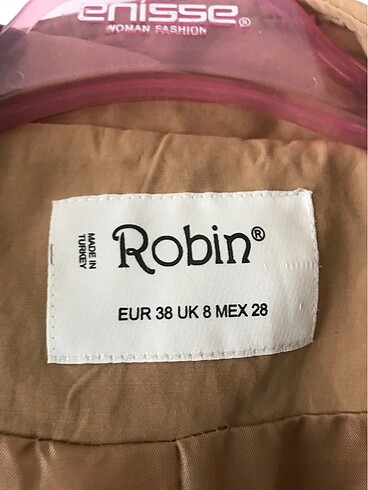 enisse®
WOMAN FASHION
MADE IN
TURKEY
Robin®
EUR 38 UK 8 MEX 28